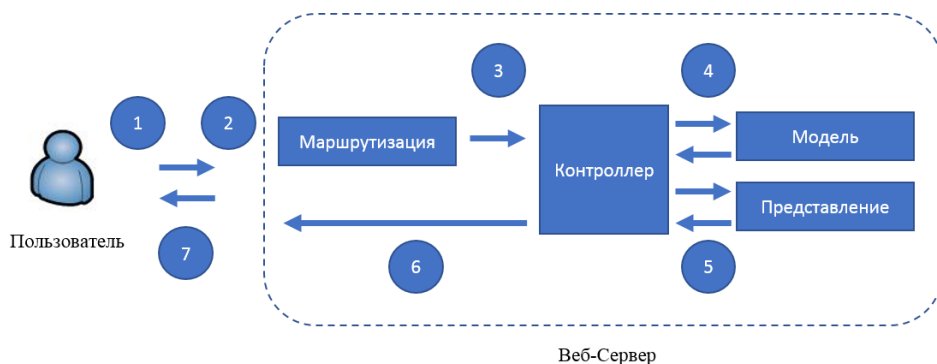 3
4
1
2
Маршрутизация
Контроллер
Модель
Представление
Пользователь
7
6
5
Веб-Сервер